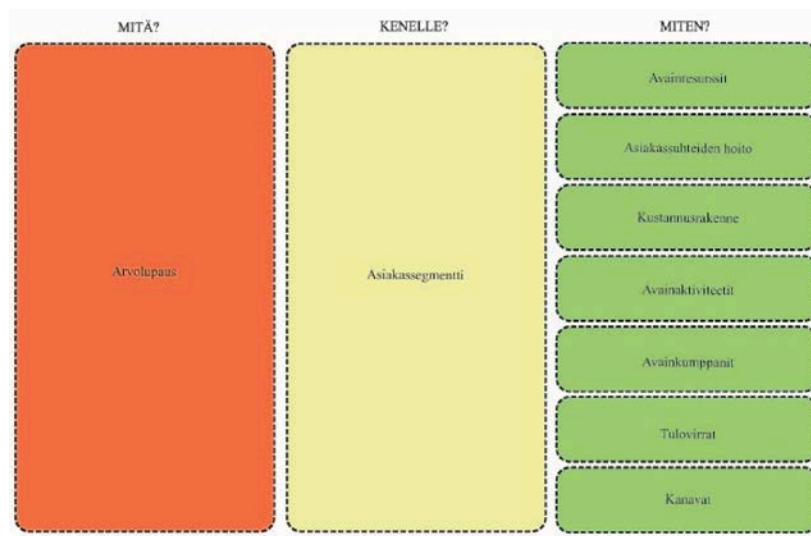 MITÄ?
KENELLE?
MITEN?
Arvolupaus
Asiakassegmentti
Avainresurssit
Asiakassuhteiden hoito
Kustannusrakenne
Avainaktiviteetit
Avainkumppanit
Tulovirrat
Kanavat